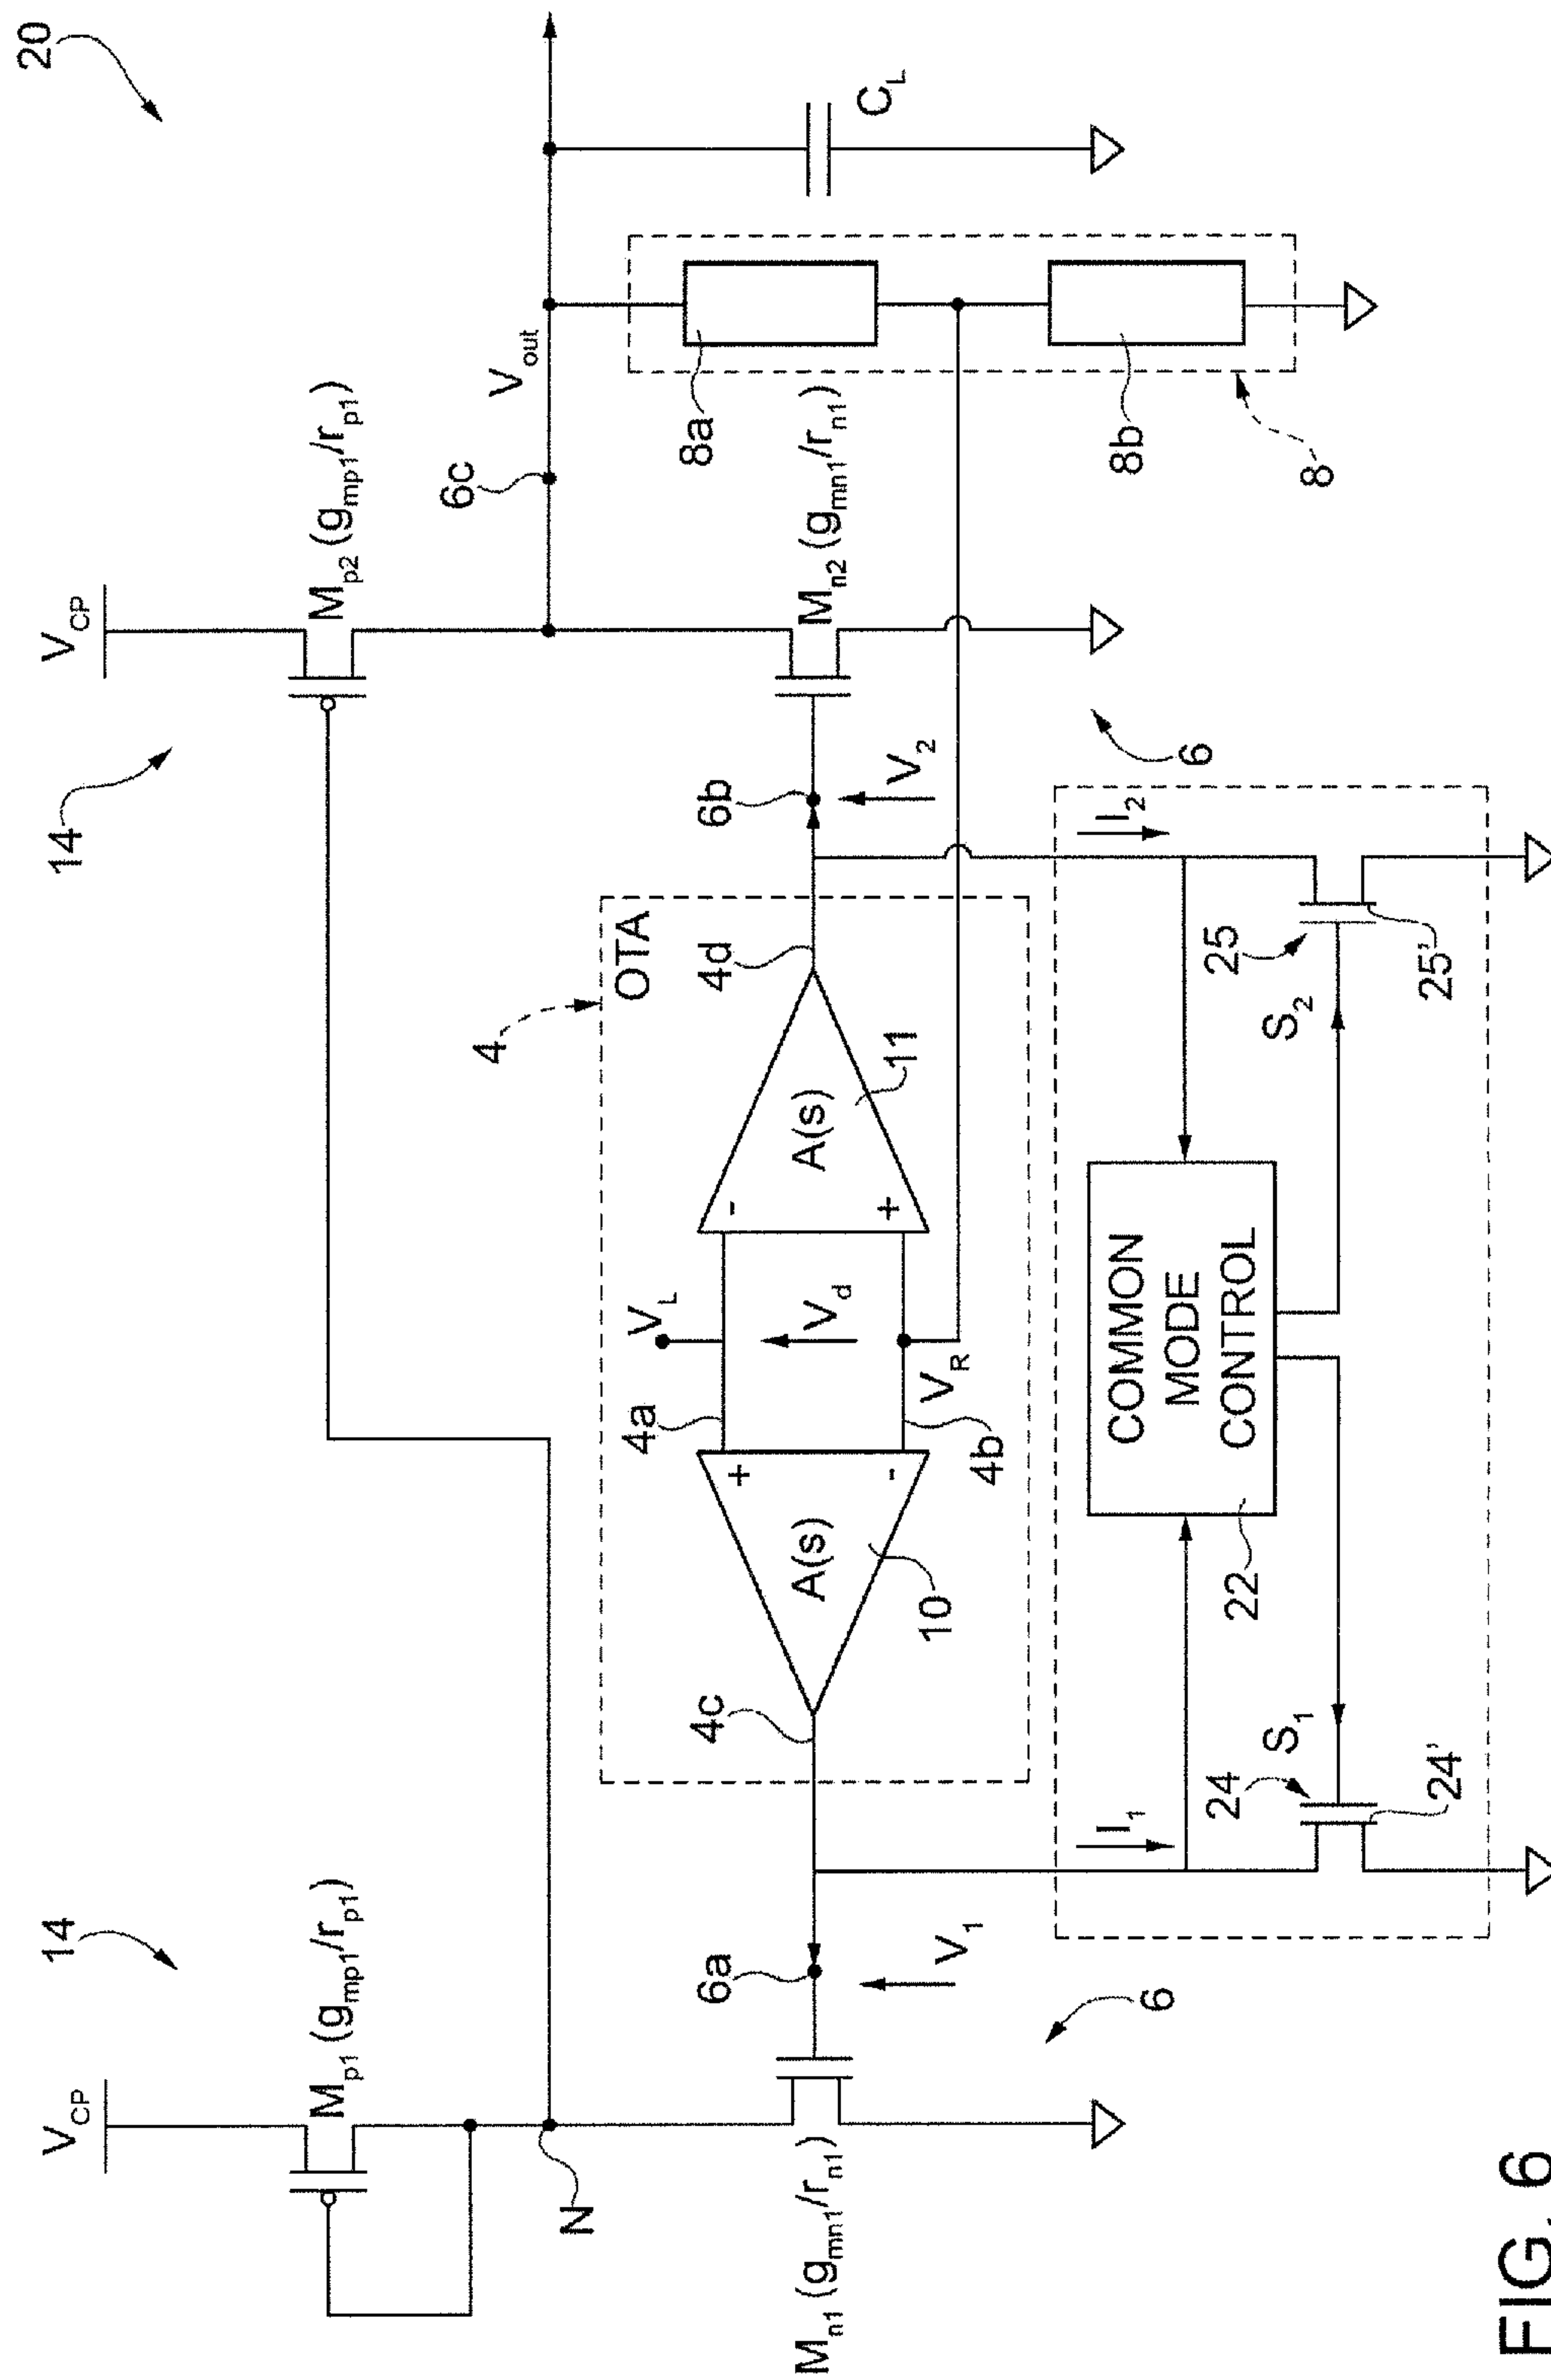 20
14
14
V_CP
V_CP
M_p1 (g_mp1/r_p1)
M_p2 (g_mp1/r_p1)
N
6c
V_out
4
OTA
V_L
4a
4c
4d
6a
6b
8a
C_L
M_n1 (g_mn1/r_n1)
A(s)
+
-
V_d
-
+
A(s)
M_n2 (g_mn1/r_n1)
10
11
V_1
V_R
4b
V_2
6
6
8b
I_1
I_2
COMMON
MODE
CONTROL
22
24
S_1
S_2
25
24'
25'
8
FIG. 6